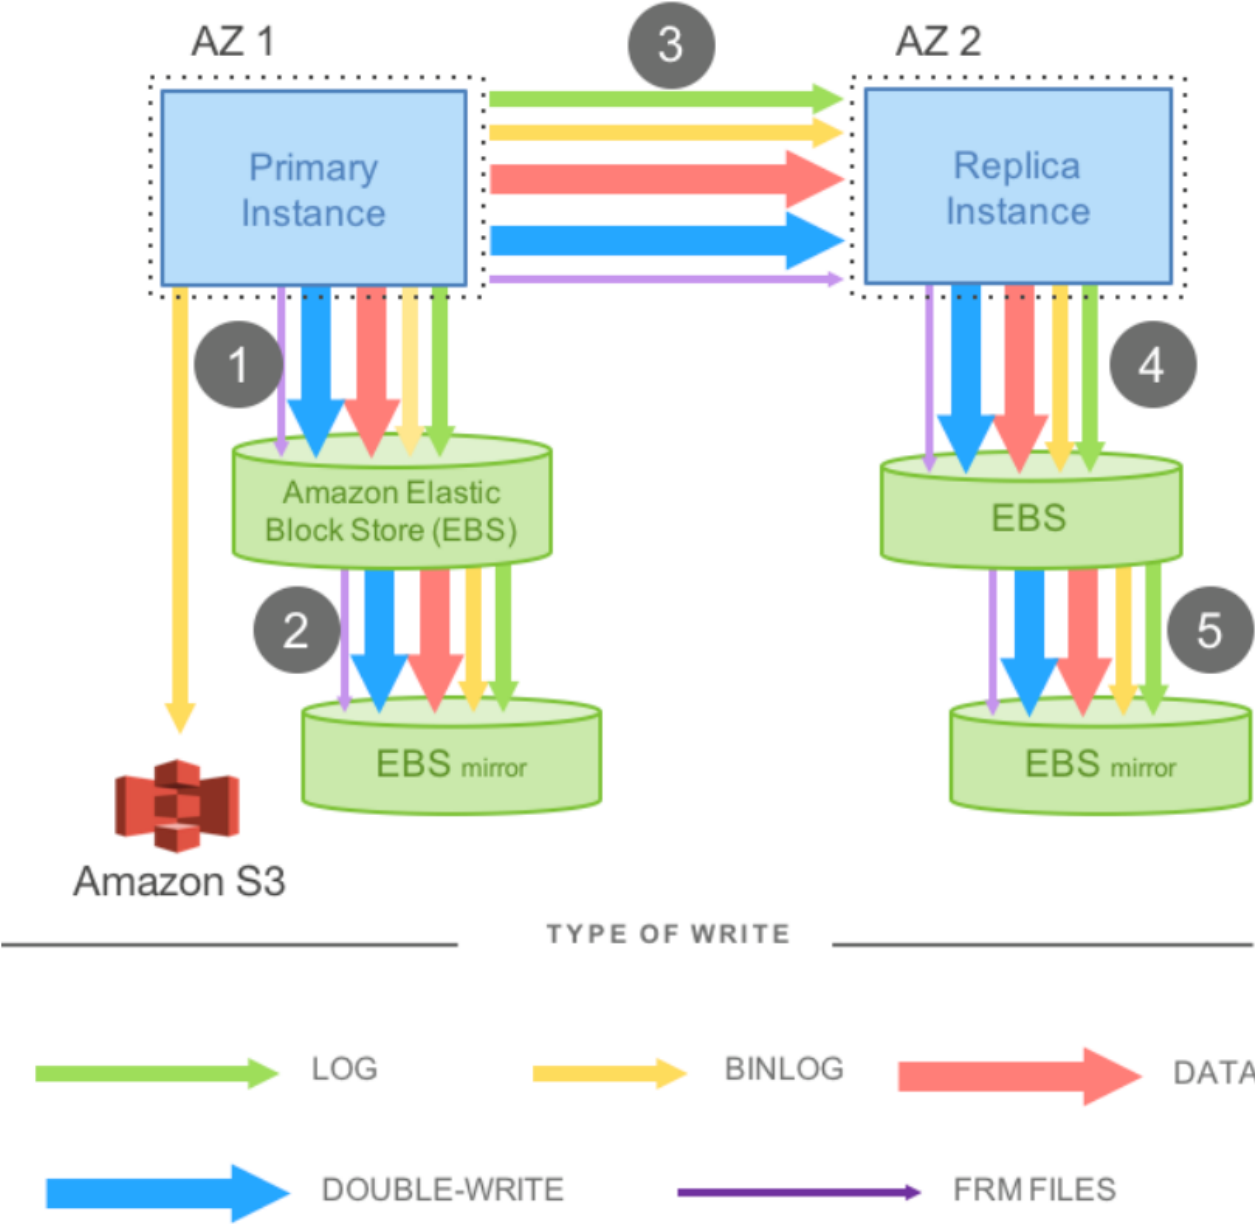 AZ 1
3
AZ 2
Primary
Instance
Replica
Instance
1
4
Amazon Elastic
Block Store (EBS)
EBS
2
5
EBS mirror
EBS mirror
Amazon S3
TYPE OF WRITE
LOG
BINLOG
DATA
DOUBLE-WRITE
FRM FILES